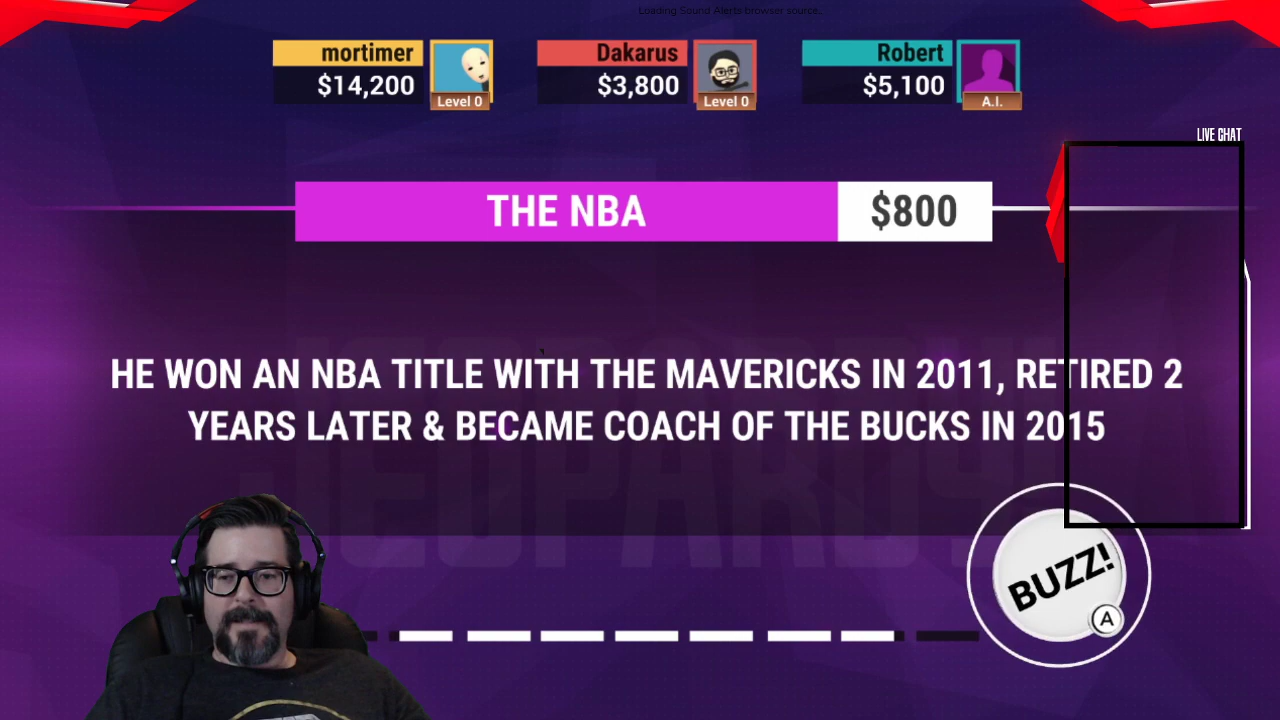 Loading Sound Alerts browser source..
mortimer
$14,200
Level 0
Dakarus
$3,800
Level 0
Robert
$5,100
A.I.
LIVE CHAT
THE NBA
$800
HE WON AN NBA TITLE WITH THE MAVERICKS IN 2011, RETIRED 2
YEARS LATER & BECAME COACH OF THE BUCKS IN 2015
JEOPARDY!
BUZZ!
A